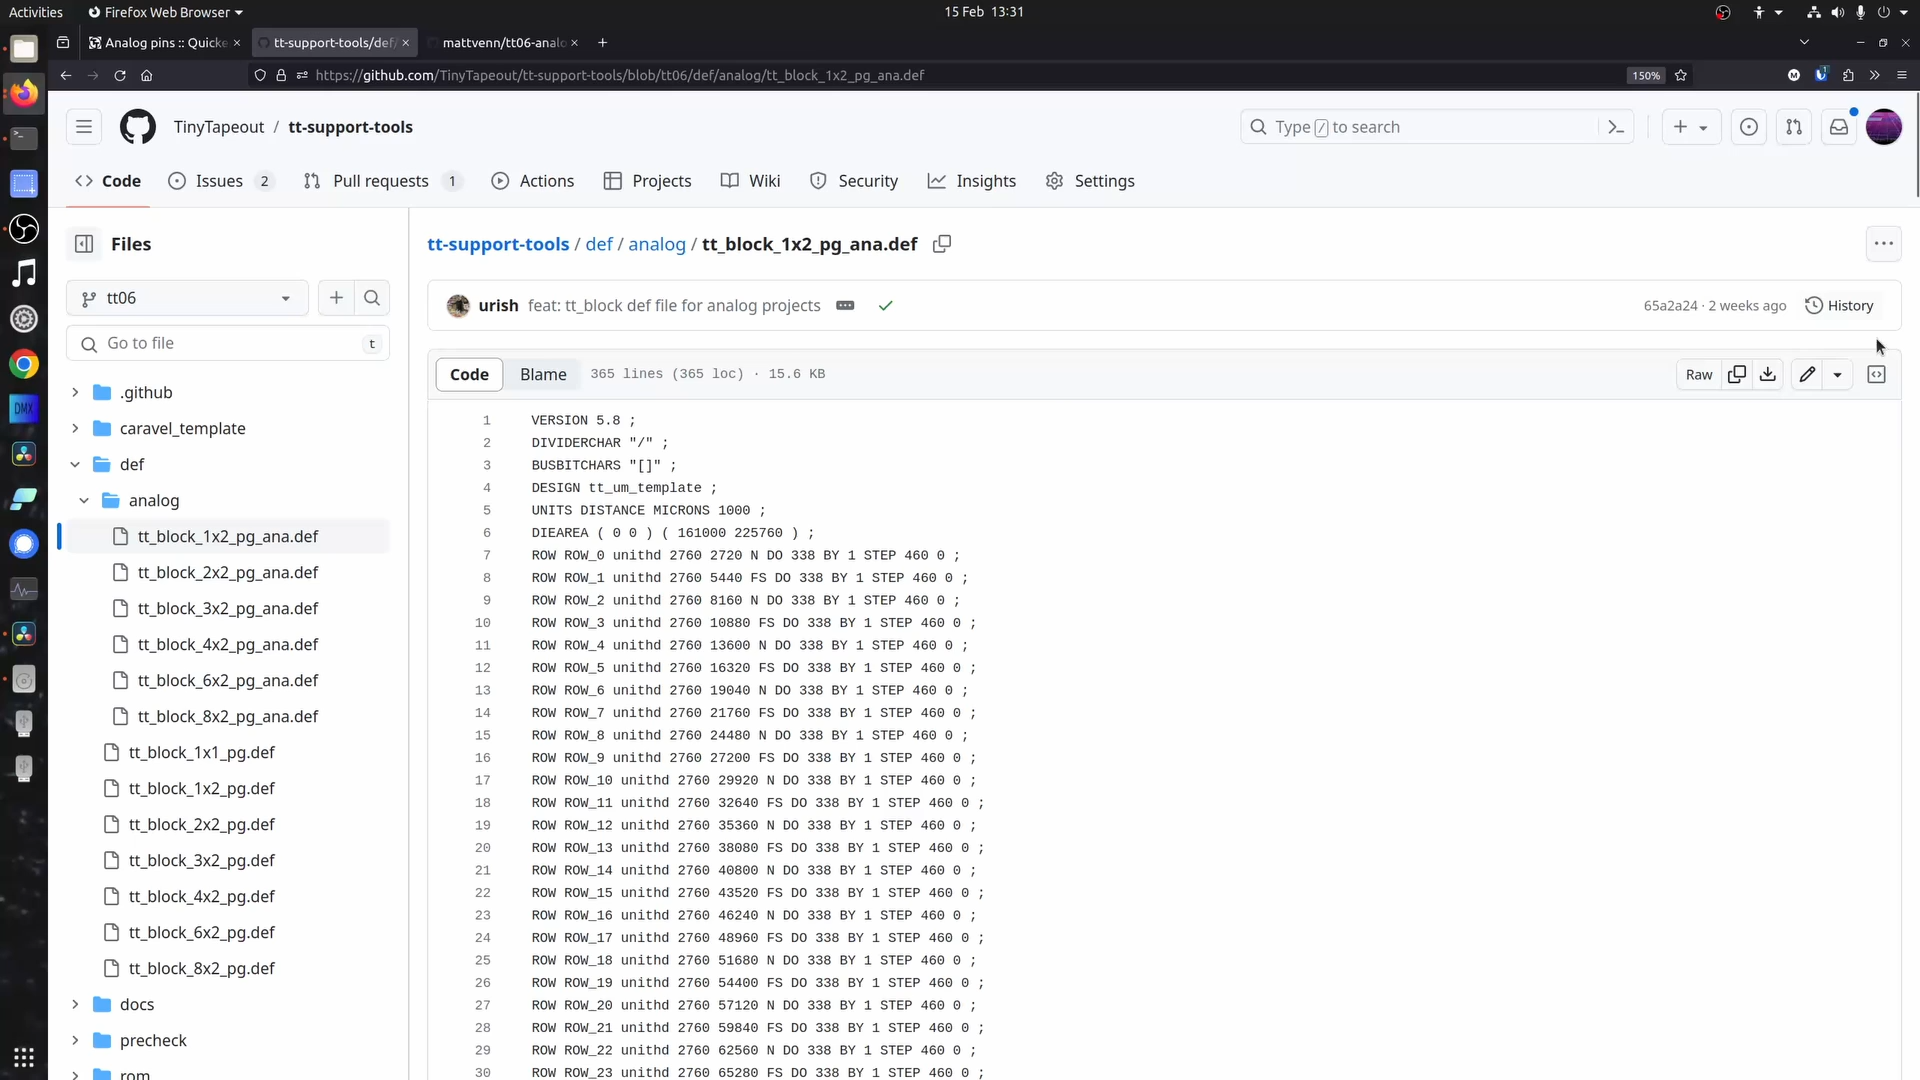 Activities
Firefox Web Browser
15 Feb 13:31
Analog pins :: Quicke
tt-support-tools/def/
mattvenn/tt06-analo
https://github.com/TinyTapeout/tt-support-tools/blob/tt06/def/analog/tt_block_1x2_pg_ana.def
150%
TinyTapeout / tt-support-tools
Type / to search
Code
Issues 2
Pull requests 1
Actions
Projects
Wiki
Security
Insights
Settings
Files
tt06
Go to file
t
.github
caravel_template
def
analog
tt_block_1x2_pg_ana.def
tt_block_2x2_pg_ana.def
tt_block_3x2_pg_ana.def
tt_block_4x2_pg_ana.def
tt_block_6x2_pg_ana.def
tt_block_8x2_pg_ana.def
tt_block_1x1_pg.def
tt_block_1x2_pg.def
tt_block_2x2_pg.def
tt_block_3x2_pg.def
tt_block_4x2_pg.def
tt_block_6x2_pg.def
tt_block_8x2_pg.def
docs
precheck
rom
tt-support-tools / def / analog / tt_block_1x2_pg_ana.def
urish feat: tt_block def file for analog projects
65a2a24 · 2 weeks ago
History
Code
Blame
365 lines (365 loc) · 15.6 KB
Raw
1 VERSION 5.8 ;
2 DIVIDERCHAR "/" ;
3 BUSBITCHARS "[]" ;
4 DESIGN tt_um_template ;
5 UNITS DISTANCE MICRONS 1000 ;
6 DIEAREA ( 0 0 ) ( 161000 225760 ) ;
7 ROW ROW_0 unithd 2760 2720 N DO 338 BY 1 STEP 460 0 ;
8 ROW ROW_1 unithd 2760 5440 FS DO 338 BY 1 STEP 460 0 ;
9 ROW ROW_2 unithd 2760 8160 N DO 338 BY 1 STEP 460 0 ;
10 ROW ROW_3 unithd 2760 10880 FS DO 338 BY 1 STEP 460 0 ;
11 ROW ROW_4 unithd 2760 13600 N DO 338 BY 1 STEP 460 0 ;
12 ROW ROW_5 unithd 2760 16320 FS DO 338 BY 1 STEP 460 0 ;
13 ROW ROW_6 unithd 2760 19040 N DO 338 BY 1 STEP 460 0 ;
14 ROW ROW_7 unithd 2760 21760 FS DO 338 BY 1 STEP 460 0 ;
15 ROW ROW_8 unithd 2760 24480 N DO 338 BY 1 STEP 460 0 ;
16 ROW ROW_9 unithd 2760 27200 FS DO 338 BY 1 STEP 460 0 ;
17 ROW ROW_10 unithd 2760 29920 N DO 338 BY 1 STEP 460 0 ;
18 ROW ROW_11 unithd 2760 32640 FS DO 338 BY 1 STEP 460 0 ;
19 ROW ROW_12 unithd 2760 35360 N DO 338 BY 1 STEP 460 0 ;
20 ROW ROW_13 unithd 2760 38080 FS DO 338 BY 1 STEP 460 0 ;
21 ROW ROW_14 unithd 2760 40800 N DO 338 BY 1 STEP 460 0 ;
22 ROW ROW_15 unithd 2760 43520 FS DO 338 BY 1 STEP 460 0 ;
23 ROW ROW_16 unithd 2760 46240 N DO 338 BY 1 STEP 460 0 ;
24 ROW ROW_17 unithd 2760 48960 FS DO 338 BY 1 STEP 460 0 ;
25 ROW ROW_18 unithd 2760 51680 N DO 338 BY 1 STEP 460 0 ;
26 ROW ROW_19 unithd 2760 54400 FS DO 338 BY 1 STEP 460 0 ;
27 ROW ROW_20 unithd 2760 57120 N DO 338 BY 1 STEP 460 0 ;
28 ROW ROW_21 unithd 2760 59840 FS DO 338 BY 1 STEP 460 0 ;
29 ROW ROW_22 unithd 2760 62560 N DO 338 BY 1 STEP 460 0 ;
30 ROW ROW_23 unithd 2760 65280 FS DO 338 BY 1 STEP 460 0 ;
DMX